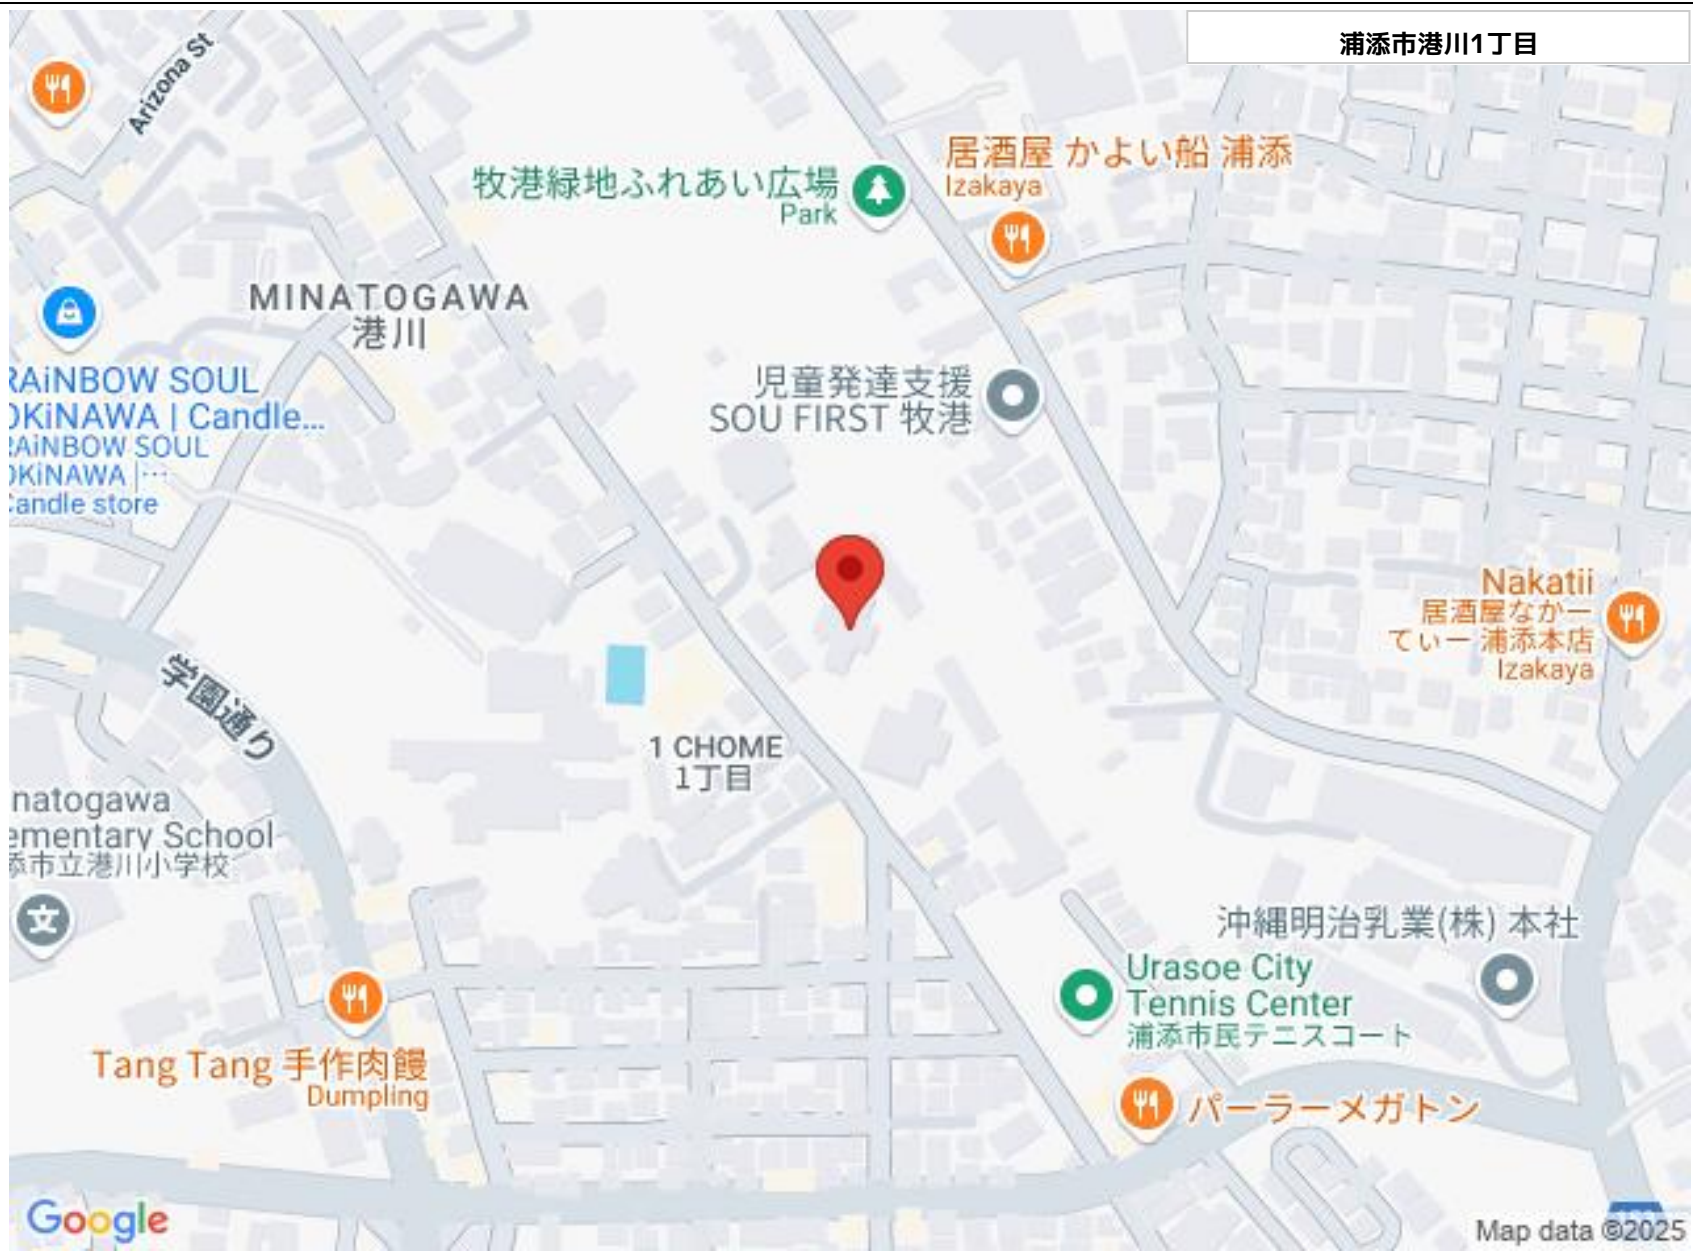 浦添市港川1丁目
Arizona St
居酒屋 かよい船 浦添
Izakaya
牧港緑地ふれあい広場
Park
MINATOGAWA
港川
児童発達支援
SOU FIRST 牧港
RAiNBOW SOUL
OKiNAWA | Candle...
RAiNBOW SOUL
OKiNAWA |…
Candle store
Nakatii
居酒屋なかー
てぃー 浦添本店
Izakaya
学園通り
1 CHOME
1丁目
natogawa
ementary School
添市立港川小学校
沖縄明治乳業(株) 本社
Urasoe City
Tennis Center
浦添市民テニスコート
Tang Tang 手作肉饅
Dumpling
パーラーメガトン
Google
Map data ©2025